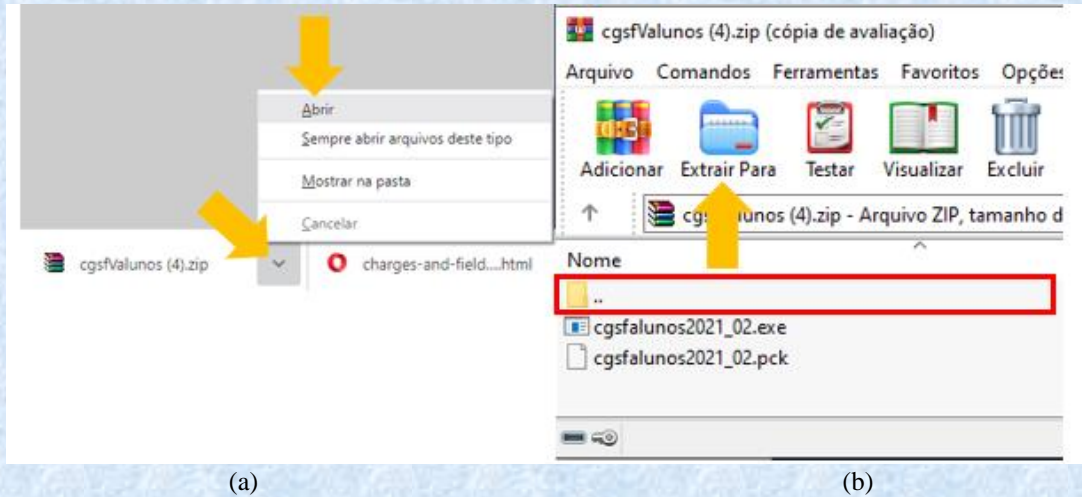 Abrir
Sempre abrir arquivos deste tipo
Mostrar na pasta
Cancelar
cgsfValunos (4).zip
charges-and-field....html
(a)
cgsfValunos (4).zip (cópia de avaliação)
Arquivo Comandos Ferramentas Favoritos Opções
Adicionar Extrair Para Testar Visualizar Excluir
unos (4).zip - Arquivo ZIP, tamanho d
Nome
..
cgsfalunos2021_02.exe
cgsfalunos2021_02.pck
(b)